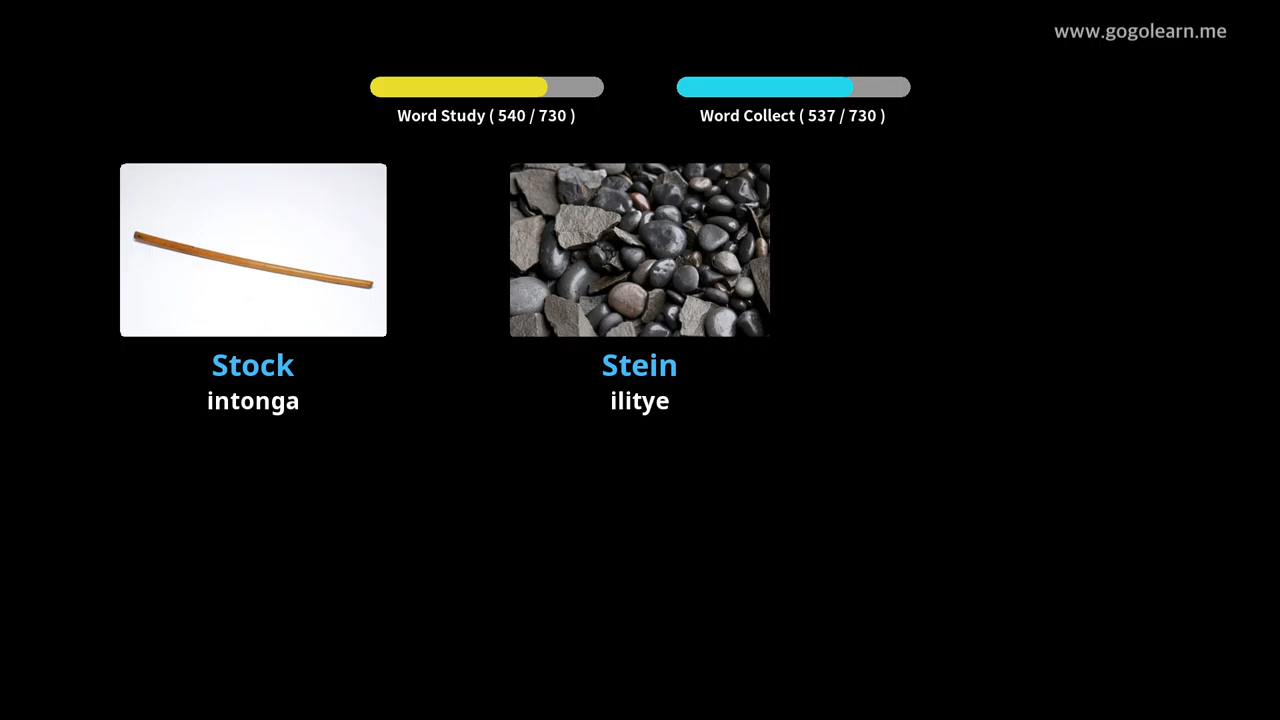 www.gogolearn.me
Word Study ( 540 / 730 )
Word Collect ( 537 / 730 )
Stock
intonga
Stein
ilitye